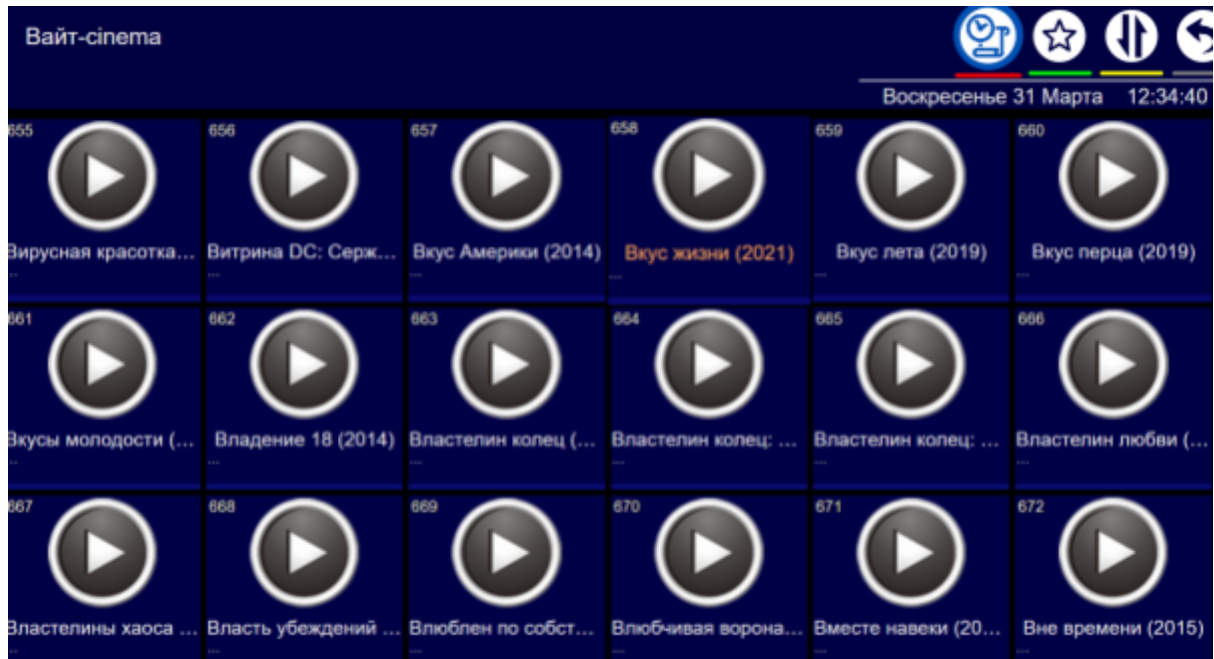 Вайт-cinema
Воскресенье 31 Марта 12:34:40
655 656 657 658 659 660
Вирусная красотка... Витрина DC: Серж... Вкус Америки (2014) Вкус жизни (2021) Вкус лета (2019) Вкус перца (2019)
... ... ... ...
661 662 663 664 665 666
Вкусы молодости (... Владение 18 (2014) Властелин колец (... Властелин колец: ... Властелин колец: ... Властелин любви (...
... ... ... ... ... ...
667 668 669 670 671 672
Властелины хаоса ... Власть убеждений ... Влюблен по собст... Влюбчивая ворона... Вместе навеки (20... Вне времени (2015)
... ... ... ... ...